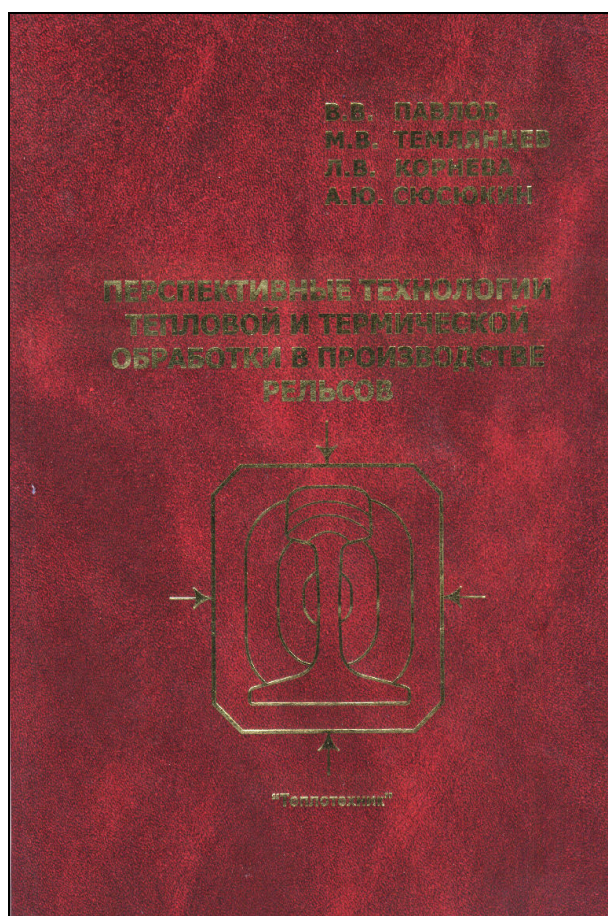 В.В. ПАВЛОВ
М.В. ТЕМЛЯНЦЕВ
Л.В. КОРНЕВА
А.Ю. СЮСЮКИН
ПЕРСПЕКТИВНЫЕ ТЕХНОЛОГИИ
ТЕПЛОВОЙ И ТЕРМИЧЕСКОЙ
ОБРАБОТКИ В ПРОИЗВОДСТВЕ
РЕЛЬСОВ
"Теплотехник"